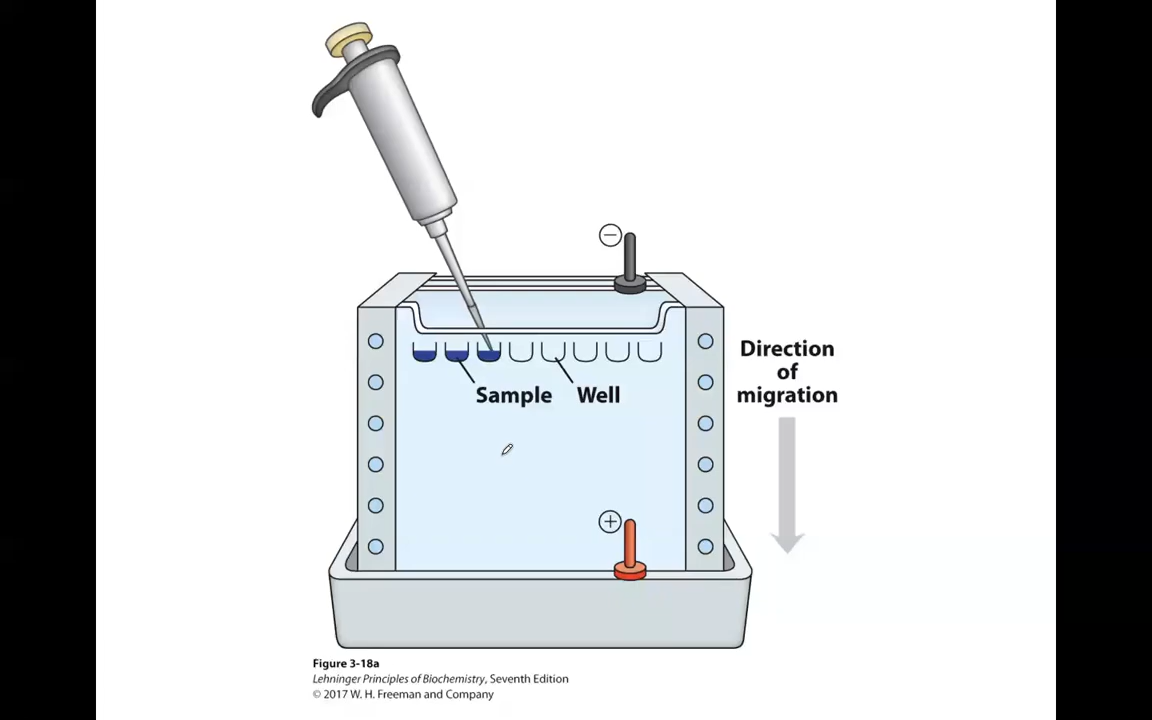 −
Direction
of
migration
Sample
Well
+
Figure 3-18a
Lehninger Principles of Biochemistry, Seventh Edition
© 2017 W. H. Freeman and Company